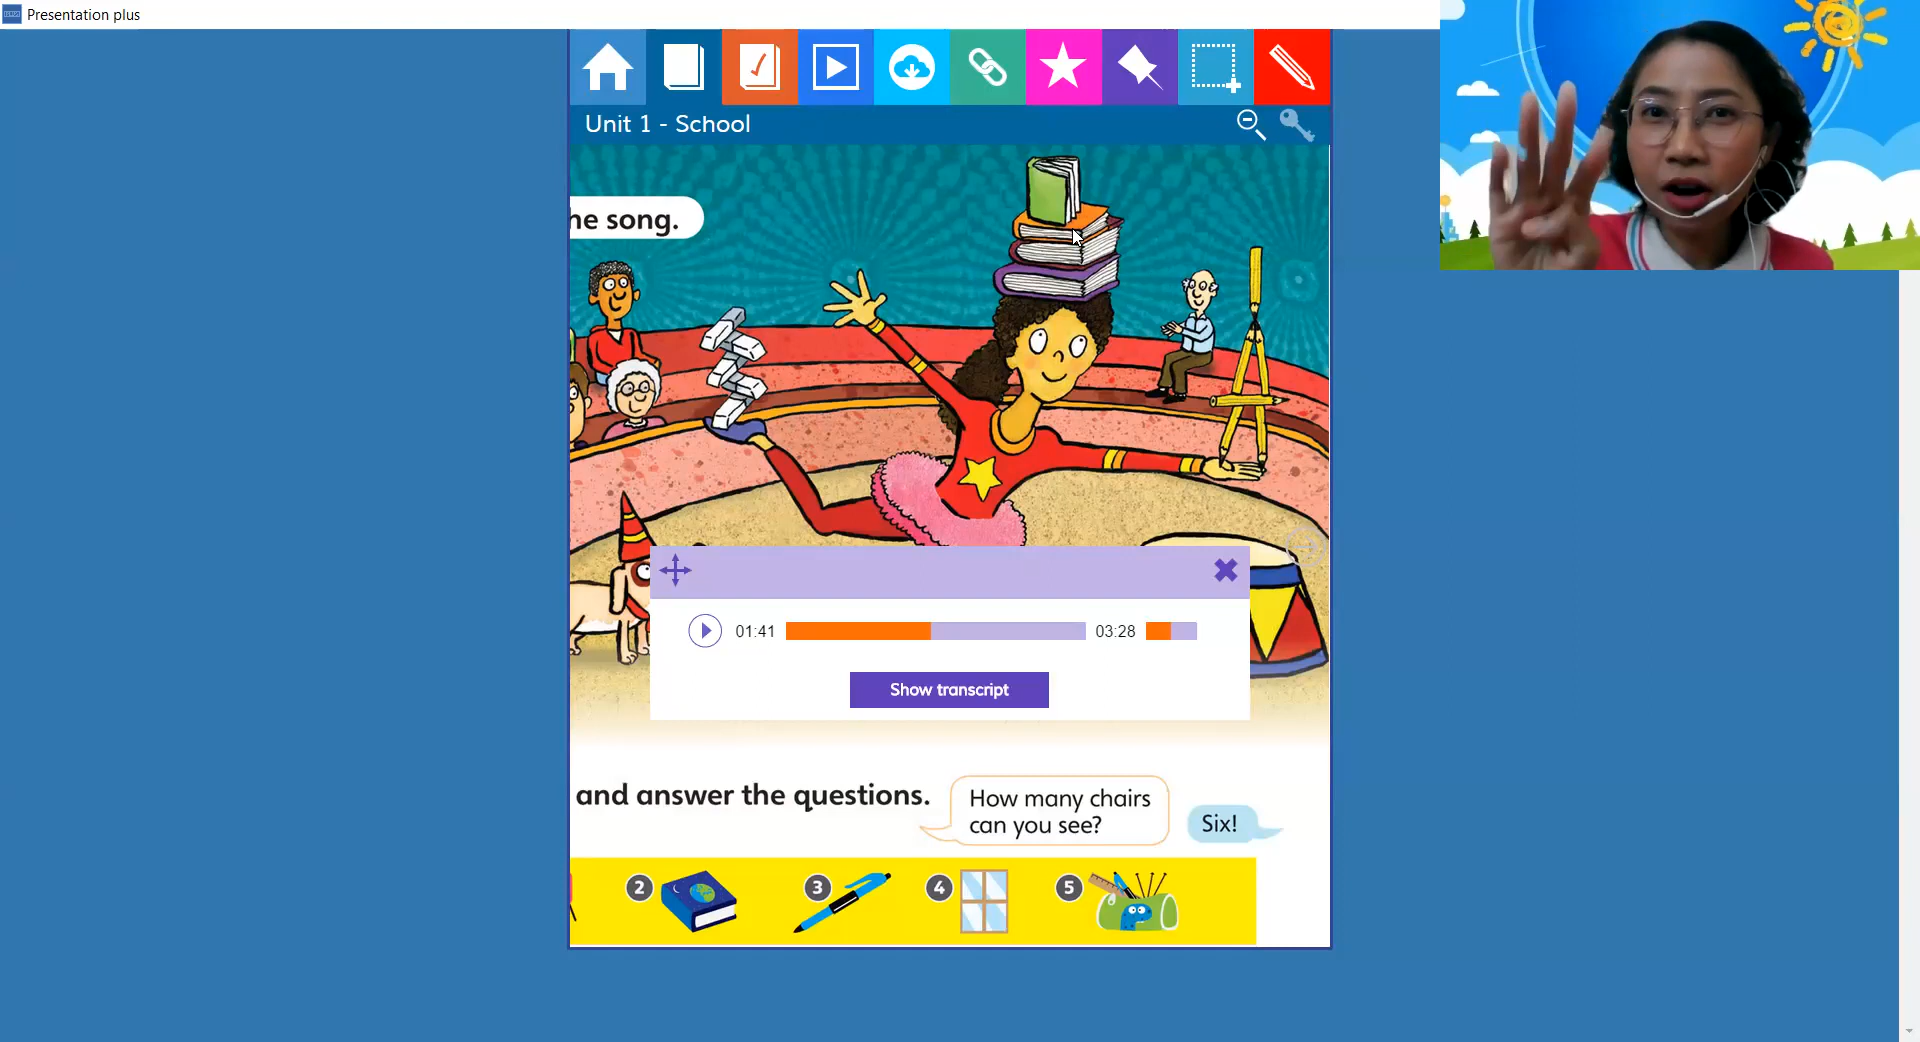 Presentation plus
Unit 1 - School
he song.
01:41
03:28
Show transcript
and answer the questions.
How many chairs
can you see?
Six!
2
3
4
5